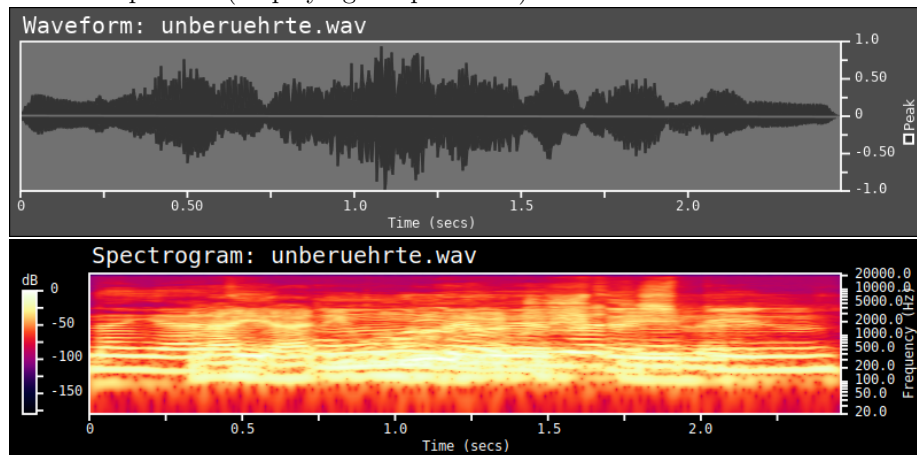 Waveform: unberuehrte.wav
1.0
0.50
0
-0.50
-1.0
Peak
0 0.50 1.0 1.5 2.0
Time (secs)
Spectrogram: unberuehrte.wav
dB
0
-50
-100
-150
20000.0
10000.0
5000.0
2000.0
1000.0
500.0
200.0
100.0
50.0
20.0
Frequency (Hz)
0 0.5 1.0 1.5 2.0
Time (secs)